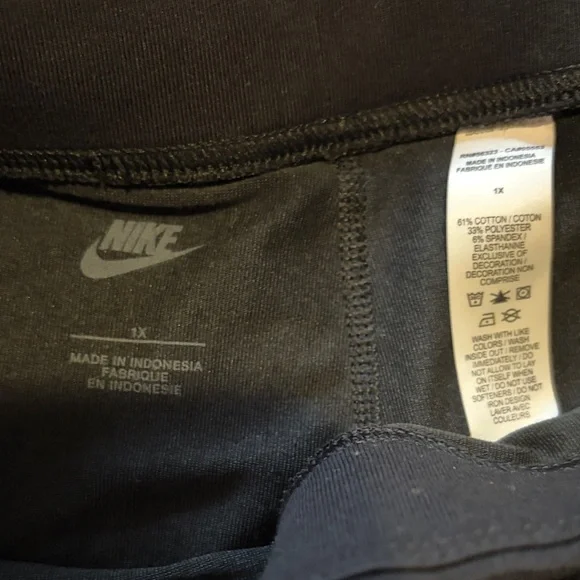 NIKE
1X
MADE IN INDONESIA
FABRIQUE
EN INDONESIE
MADE IN INDONESIA
FABRIQUE EN INDONESIE
1X
61% COTTON / COTON
33% POLYESTER
6% SPANDEX /
ELASTHANNE
EXCLUSIVE OF
DECORATION /
DECORATION NON
COMPRISE
WASH WITH LIKE
COLORS / WASH
INSIDE OUT / REMOVE
IMMEDIATELY / DO
NOT ALLOW TO LAY
ON ITSELF WHEN
WET / DO NOT USE
SOFTENERS / DO NOT
IRON DESIGN
LAVER AVEC
COULEURS